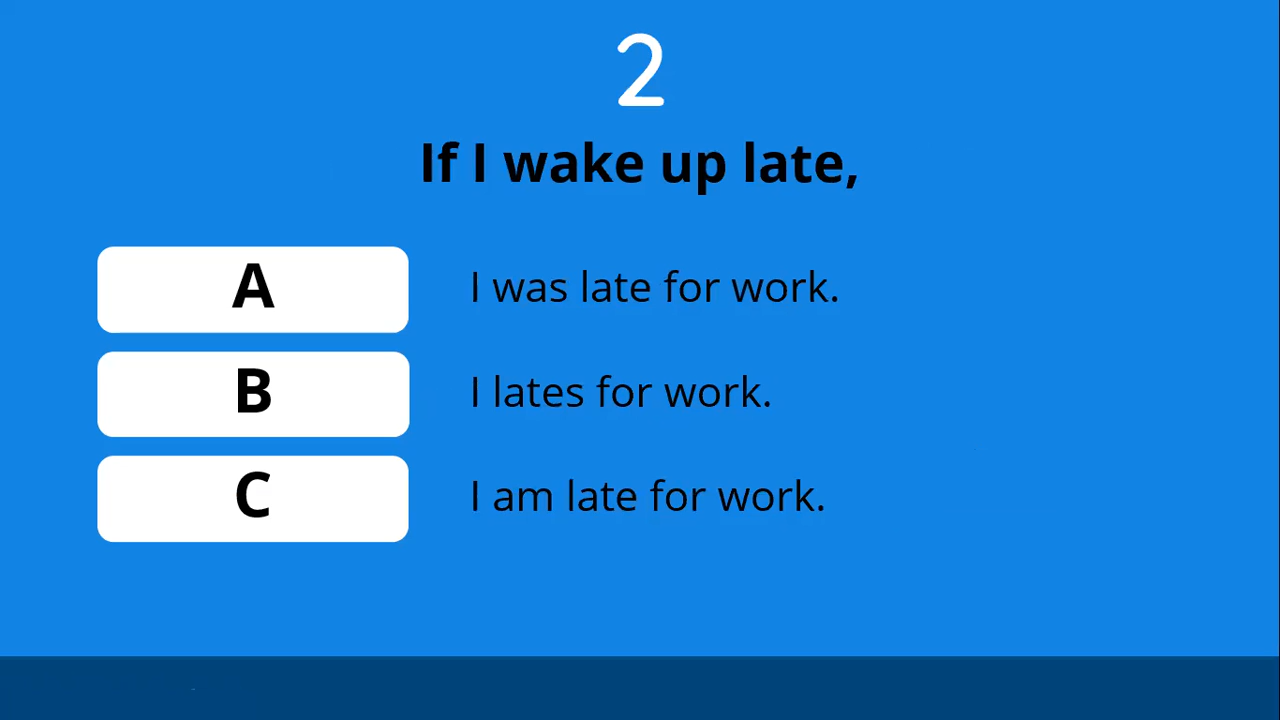 2
If I wake up late,
A I was late for work.
B I lates for work.
C I am late for work.